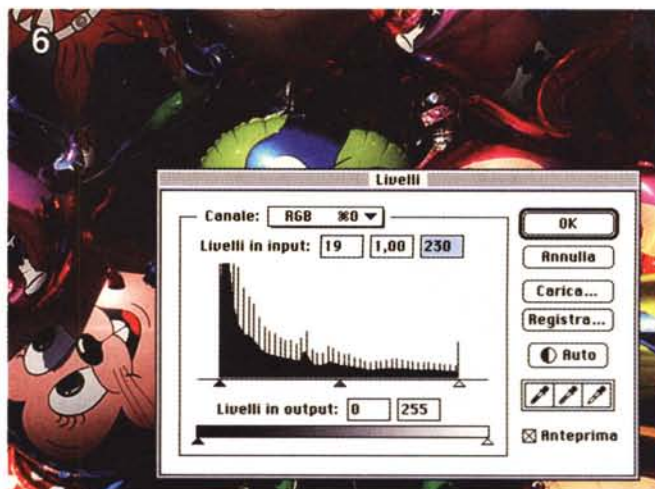 6
Livelli
Canale: RGB ⌘0
Livelli in input: 19 1,00 230
Livelli in output: 0 255
OK
Annulla
Carica...
Registra...
Auto
Anteprima